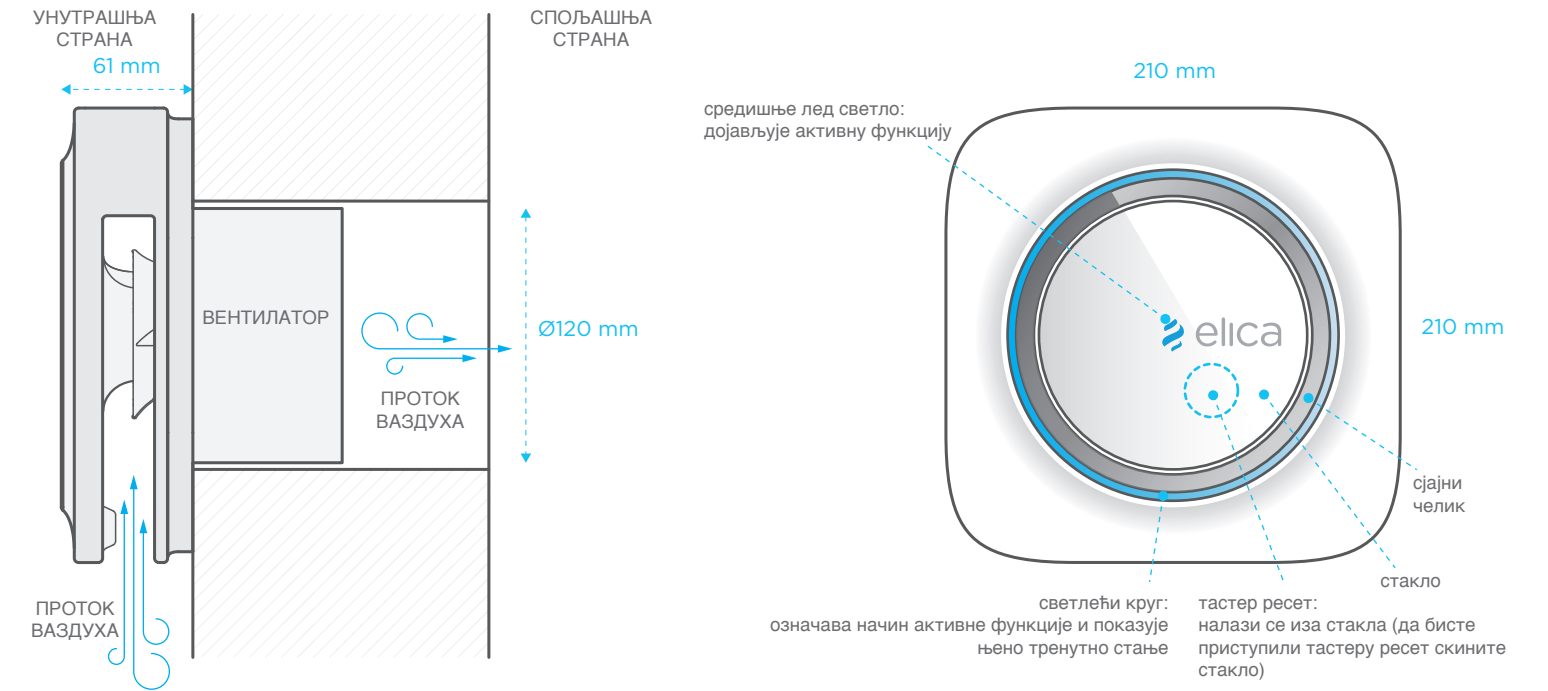 УНУТРАШЊА
СТРАНА
61 mm
СПОЉАШЊА
СТРАНА
ВЕНТИЛАТОР
Ø120 mm
ПРОТОК
ВАЗДУХА
ПРОТОК
ВАЗДУХА
210 mm
средишње лед светло:
дојављује активну функцију
elica
210 mm
сјајни
челик
стакло
светлећи круг:
означава начин активне функције и показује
њено тренутно стање
тастер ресет:
налази се иза стакла (да бисте
приступили тастеру ресет скините
стакло)